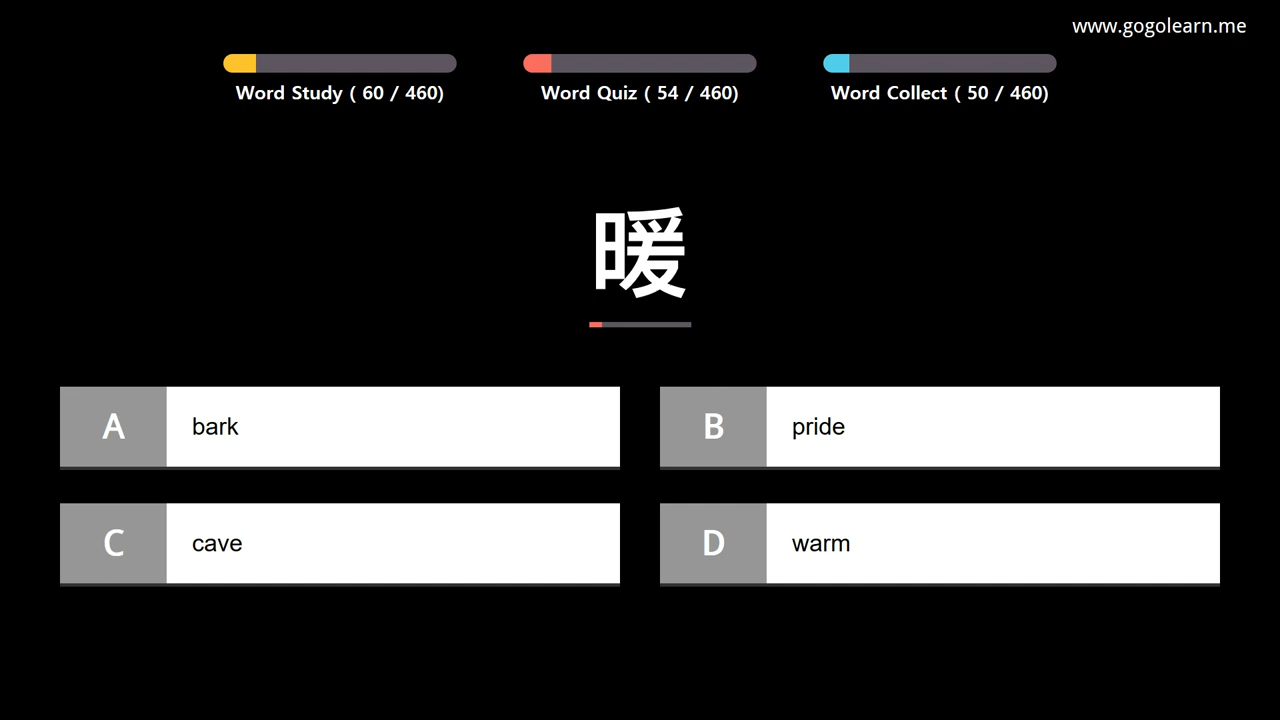 www.gogolearn.me
Word Study ( 60 / 460)
Word Quiz ( 54 / 460)
Word Collect ( 50 / 460)
暖
A bark
B pride
C cave
D warm